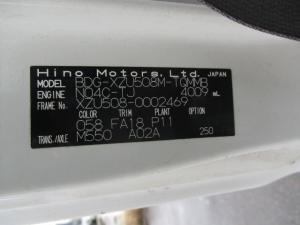 Hino Motors, Ltd. JAPAN
MODEL BDG-XZU508M-TQMMB
ENGINE N04C-TJ 4009 mL
FRAME No. XZU508-0002469
COLOR TRIM PLANT OPTION
058 FA18 P11
TRANS./AXLE M550 A02A 250